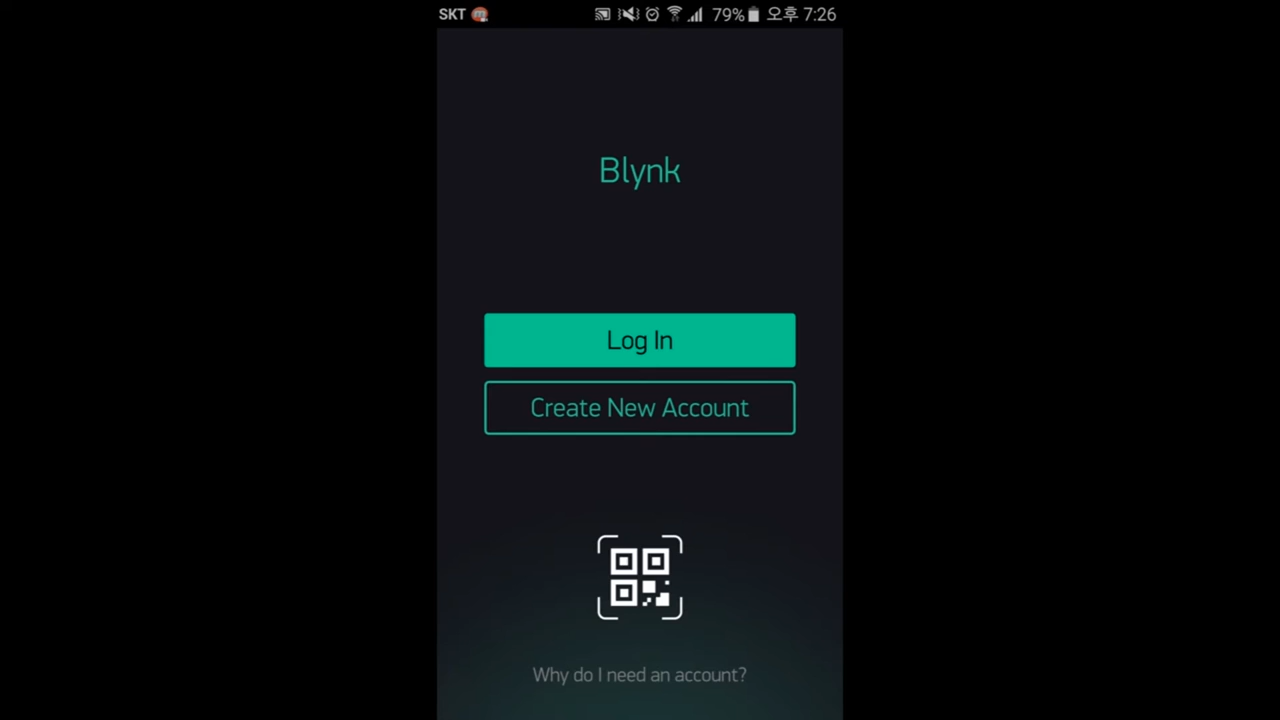 SKT 79% 오후 7:26
Blynk
Log In
Create New Account
Why do I need an account?